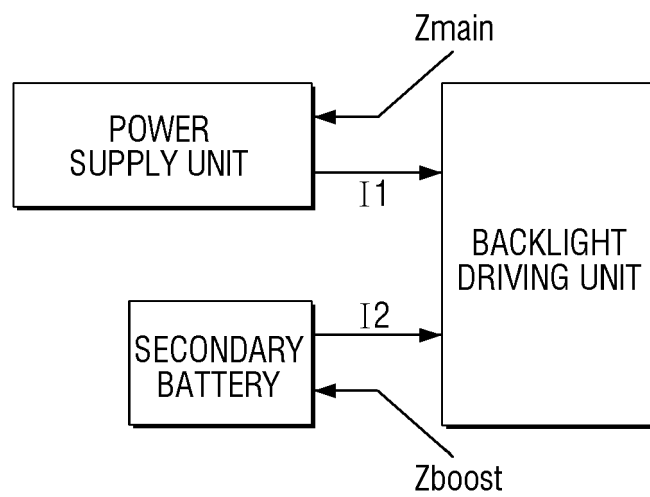 Zmain
POWER
SUPPLY UNIT
I1
BACKLIGHT
DRIVING UNIT
I2
SECONDARY
BATTERY
Zboost